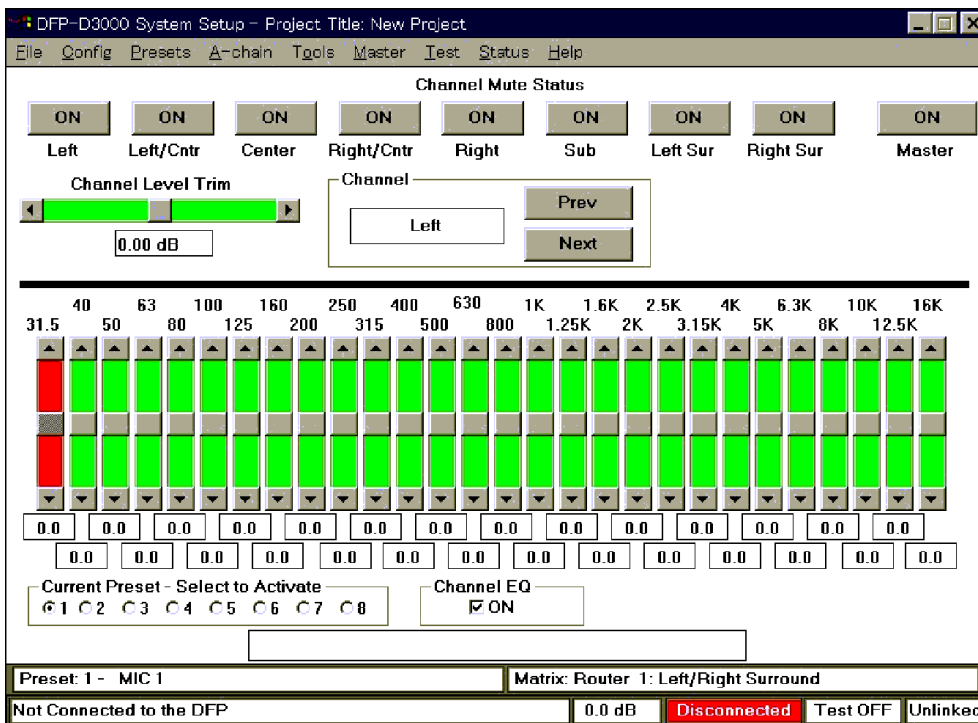 DFP-D3000 System Setup - Project Title: New Project
File Config Presets A-chain Tools Master Test Status Help
Channel Mute Status
ON ON ON ON ON ON ON ON ON
Left Left/Cntr Center Right/Cntr Right Sub Left Sur Right Sur Master
Channel Level Trim
0.00 dB
Channel
Left
Prev
Next
40 63 100 160 250 400 630 1K 1.6K 2.5K 4K 6.3K 10K 16K
31.5 50 80 125 200 315 500 800 1.25K 2K 3.15K 5K 8K 12.5K
0.0 0.0 0.0 0.0 0.0 0.0 0.0 0.0 0.0 0.0 0.0 0.0 0.0 0.0
0.0 0.0 0.0 0.0 0.0 0.0 0.0 0.0 0.0 0.0 0.0 0.0 0.0 0.0
Current Preset - Select to Activate
1 2 3 4 5 6 7 8
Channel EQ
ON
Preset: 1 - MIC 1
Matrix: Router 1: Left/Right Surround
Not Connected to the DFP
0.0 dB
Disconnected
Test OFF
Unlinked